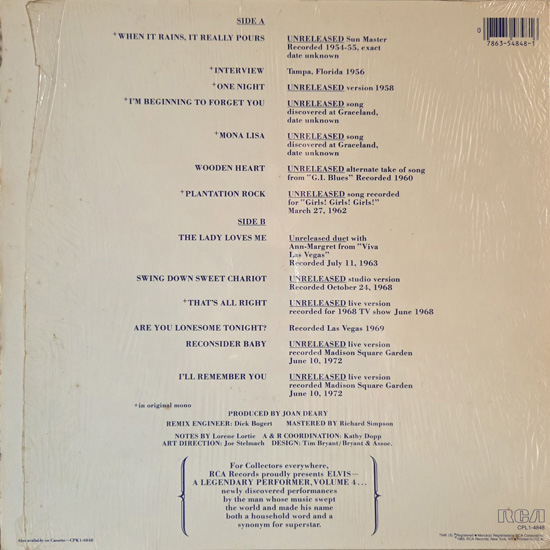 SIDE A
+WHEN IT RAINS, IT REALLY POURS
UNRELEASED Sun Master
Recorded 1954-55, exact
date unknown
+INTERVIEW
Tampa, Florida 1956
+ONE NIGHT
UNRELEASED version 1958
+I'M BEGINNING TO FORGET YOU
UNRELEASED song
discovered at Graceland,
date unknown
+MONA LISA
UNRELEASED song
discovered at Graceland,
date unknown
WOODEN HEART
UNRELEASED alternate take of song
from "G.I. Blues" Recorded 1960
+PLANTATION ROCK
UNRELEASED song recorded
for "Girls! Girls! Girls!"
March 27, 1962
SIDE B
THE LADY LOVES ME
Unreleased duet with
Ann-Margret from "Viva
Las Vegas"
Recorded July 11, 1963
SWING DOWN SWEET CHARIOT
UNRELEASED studio version
Recorded October 24, 1968
+THAT'S ALL RIGHT
UNRELEASED live version
recorded for 1968 TV show June 1968
ARE YOU LONESOME TONIGHT?
Recorded Las Vegas 1969
RECONSIDER BABY
UNRELEASED live version
recorded Madison Square Garden
June 10, 1972
I'LL REMEMBER YOU
UNRELEASED live version
recorded Madison Square Garden
June 10, 1972
+in original mono
PRODUCED BY JOAN DEARY
REMIX ENGINEER: Dick Bogert MASTERED BY Richard Simpson
NOTES BY Lorene Lortie A & R COORDINATION: Kathy Dopp
ART DIRECTION: Joe Stelmach DESIGN: Tim Bryant/Bryant & Assoc.
For Collectors everywhere,
RCA Records proudly presents ELVIS—
A LEGENDARY PERFORMER, VOLUME 4...
newly discovered performances
by the man whose music swept
the world and made his name
both a household word and a
synonym for superstar.
Also available on Cassette—CPK1-4848
0 7863-54848-1
RCA
CPL1-4848